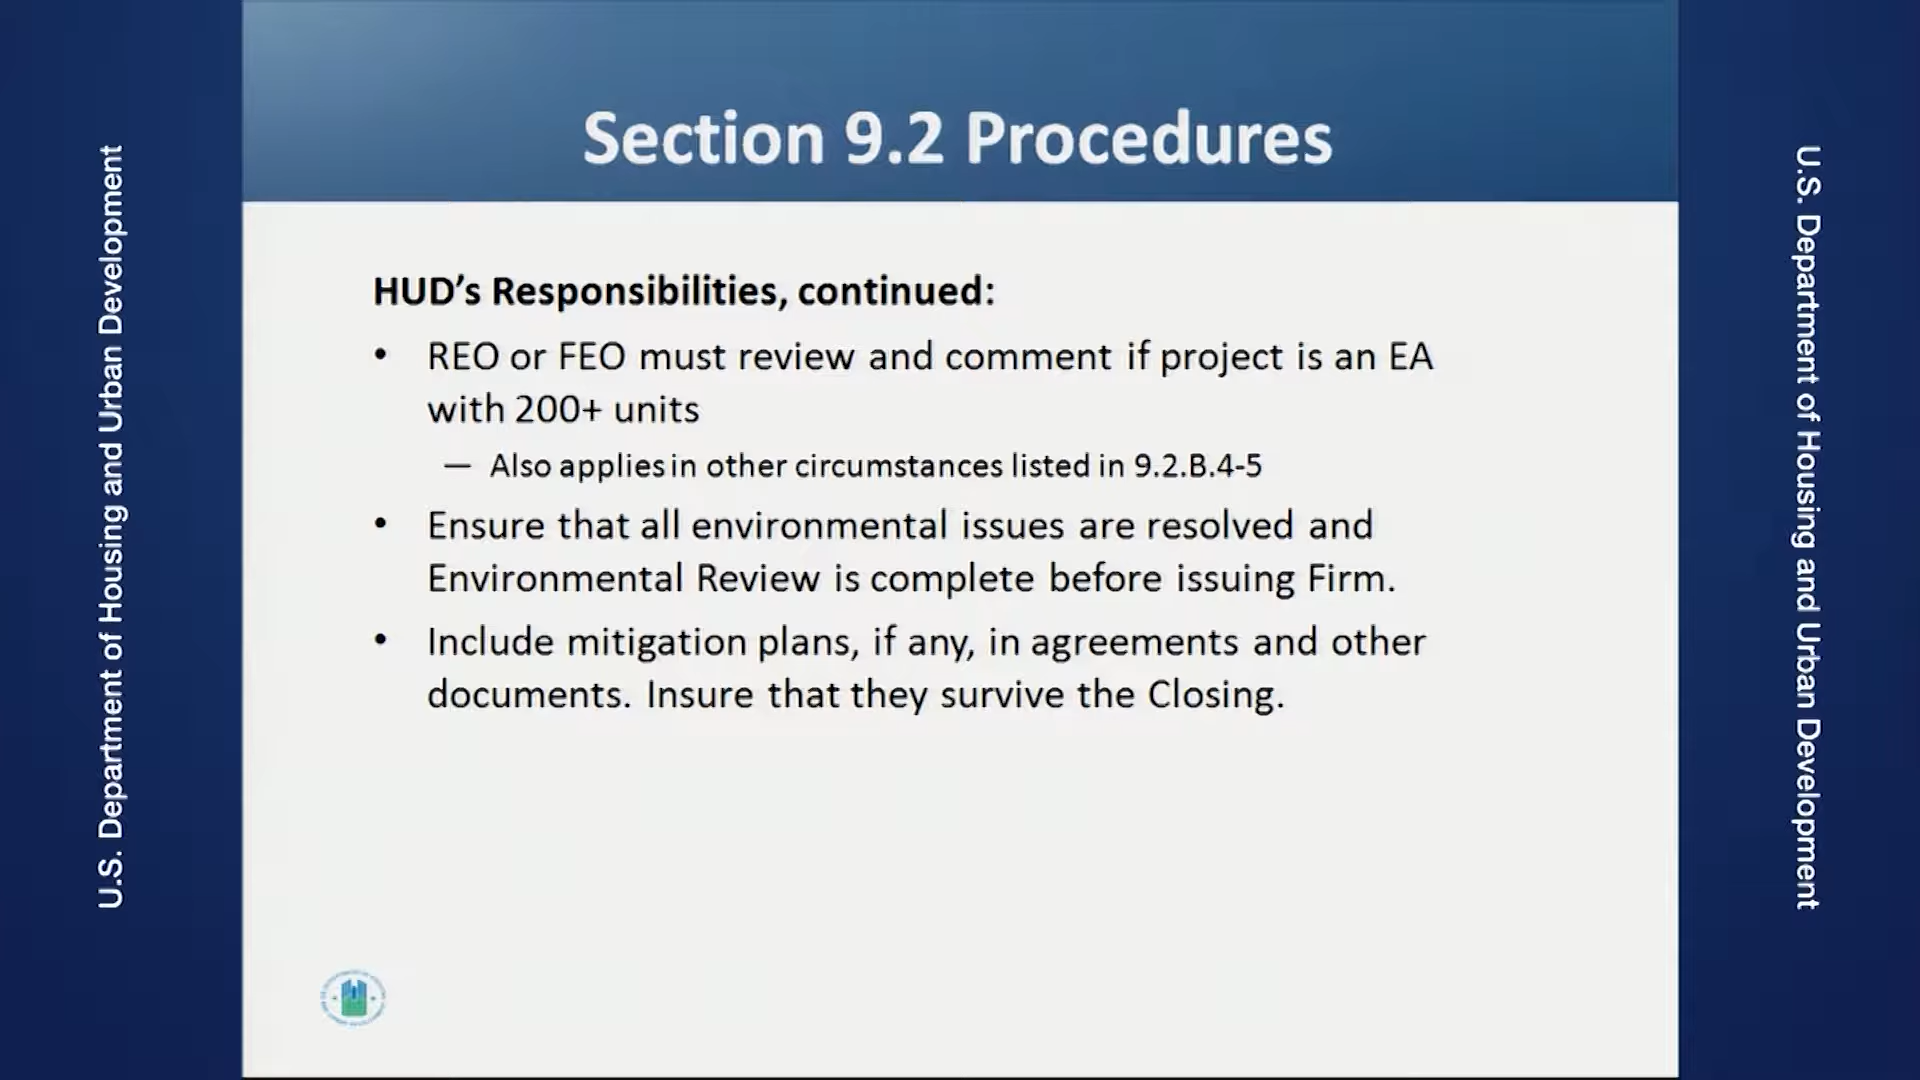 Section 9.2 Procedures
U.S. Department of Housing and Urban Development
HUD’s Responsibilities, continued:
• REO or FEO must review and comment if project is an EA
with 200+ units
— Also applies in other circumstances listed in 9.2.B.4-5
• Ensure that all environmental issues are resolved and
Environmental Review is complete before issuing Firm.
• Include mitigation plans, if any, in agreements and other
documents. Insure that they survive the Closing.
U.S. Department of Housing and Urban Development